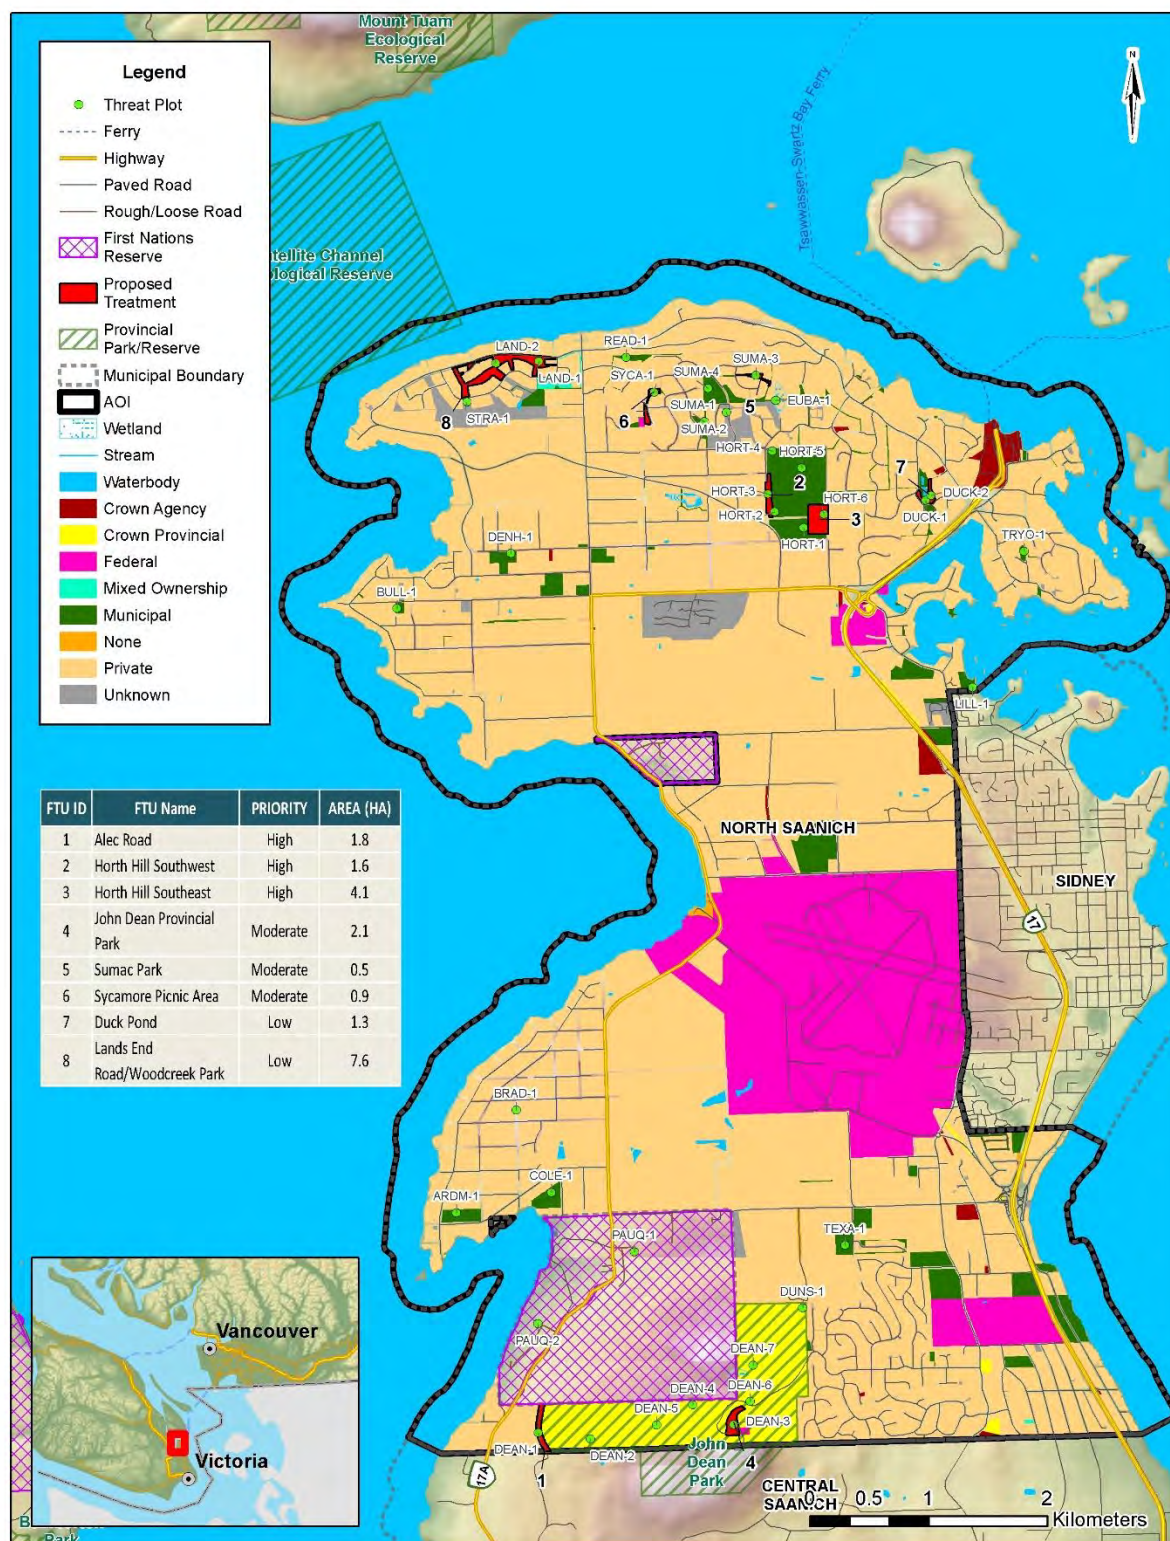 Mount Tuam
Ecological
Reserve
N
Legend
Threat Plot
Ferry
Highway
Paved Road
Rough/Loose Road
First Nations
Reserve
Proposed
Treatment
Provincial
Park/Reserve
Municipal Boundary
AOI
Wetland
Stream
Waterbody
Crown Agency
Crown Provincial
Federal
Mixed Ownership
Municipal
None
Private
Unknown
Tsawwassen-Swartz Bay Ferry
tellite Channel
ological Reserve
LAND-2
READ-1
SUMA-3
LAND-1
SYCA-1
SUMA-4
EUBA-1
8
STRA-1
6
SUMA-1
5
SUMA-2
HORT-4
HORT-5
7
2
HORT-3
HORT-6
DUCK-2
HORT-2
3
DUCK-1
HORT-1
TRYO-1
DENH-1
BULL-1
LILL-1
NORTH SAANICH
SIDNEY
17
FTU ID FTU Name PRIORITY AREA (HA)
1 Alec Road High 1.8
2 Horth Hill Southwest High 1.6
3 Horth Hill Southeast High 4.1
4 John Dean Provincial
Park Moderate 2.1
5 Sumac Park Moderate 0.5
6 Sycamore Picnic Area Moderate 0.9
7 Duck Pond Low 1.3
8 Lands End
Road/Woodcreek Park Low 7.6
BRAD-1
COLE-1
ARDM-1
PAUQ-1
TEXA-1
DUNS-1
PAUQ-2
DEAN-7
DEAN-4
DEAN-6
DEAN-5
DEAN-3
DEAN-1
DEAN-2
John
Dean
Park
4
1
17A
CENTRAL
SAANICH
0 0.5 1 2
Kilometers
Vancouver
Victoria
Park